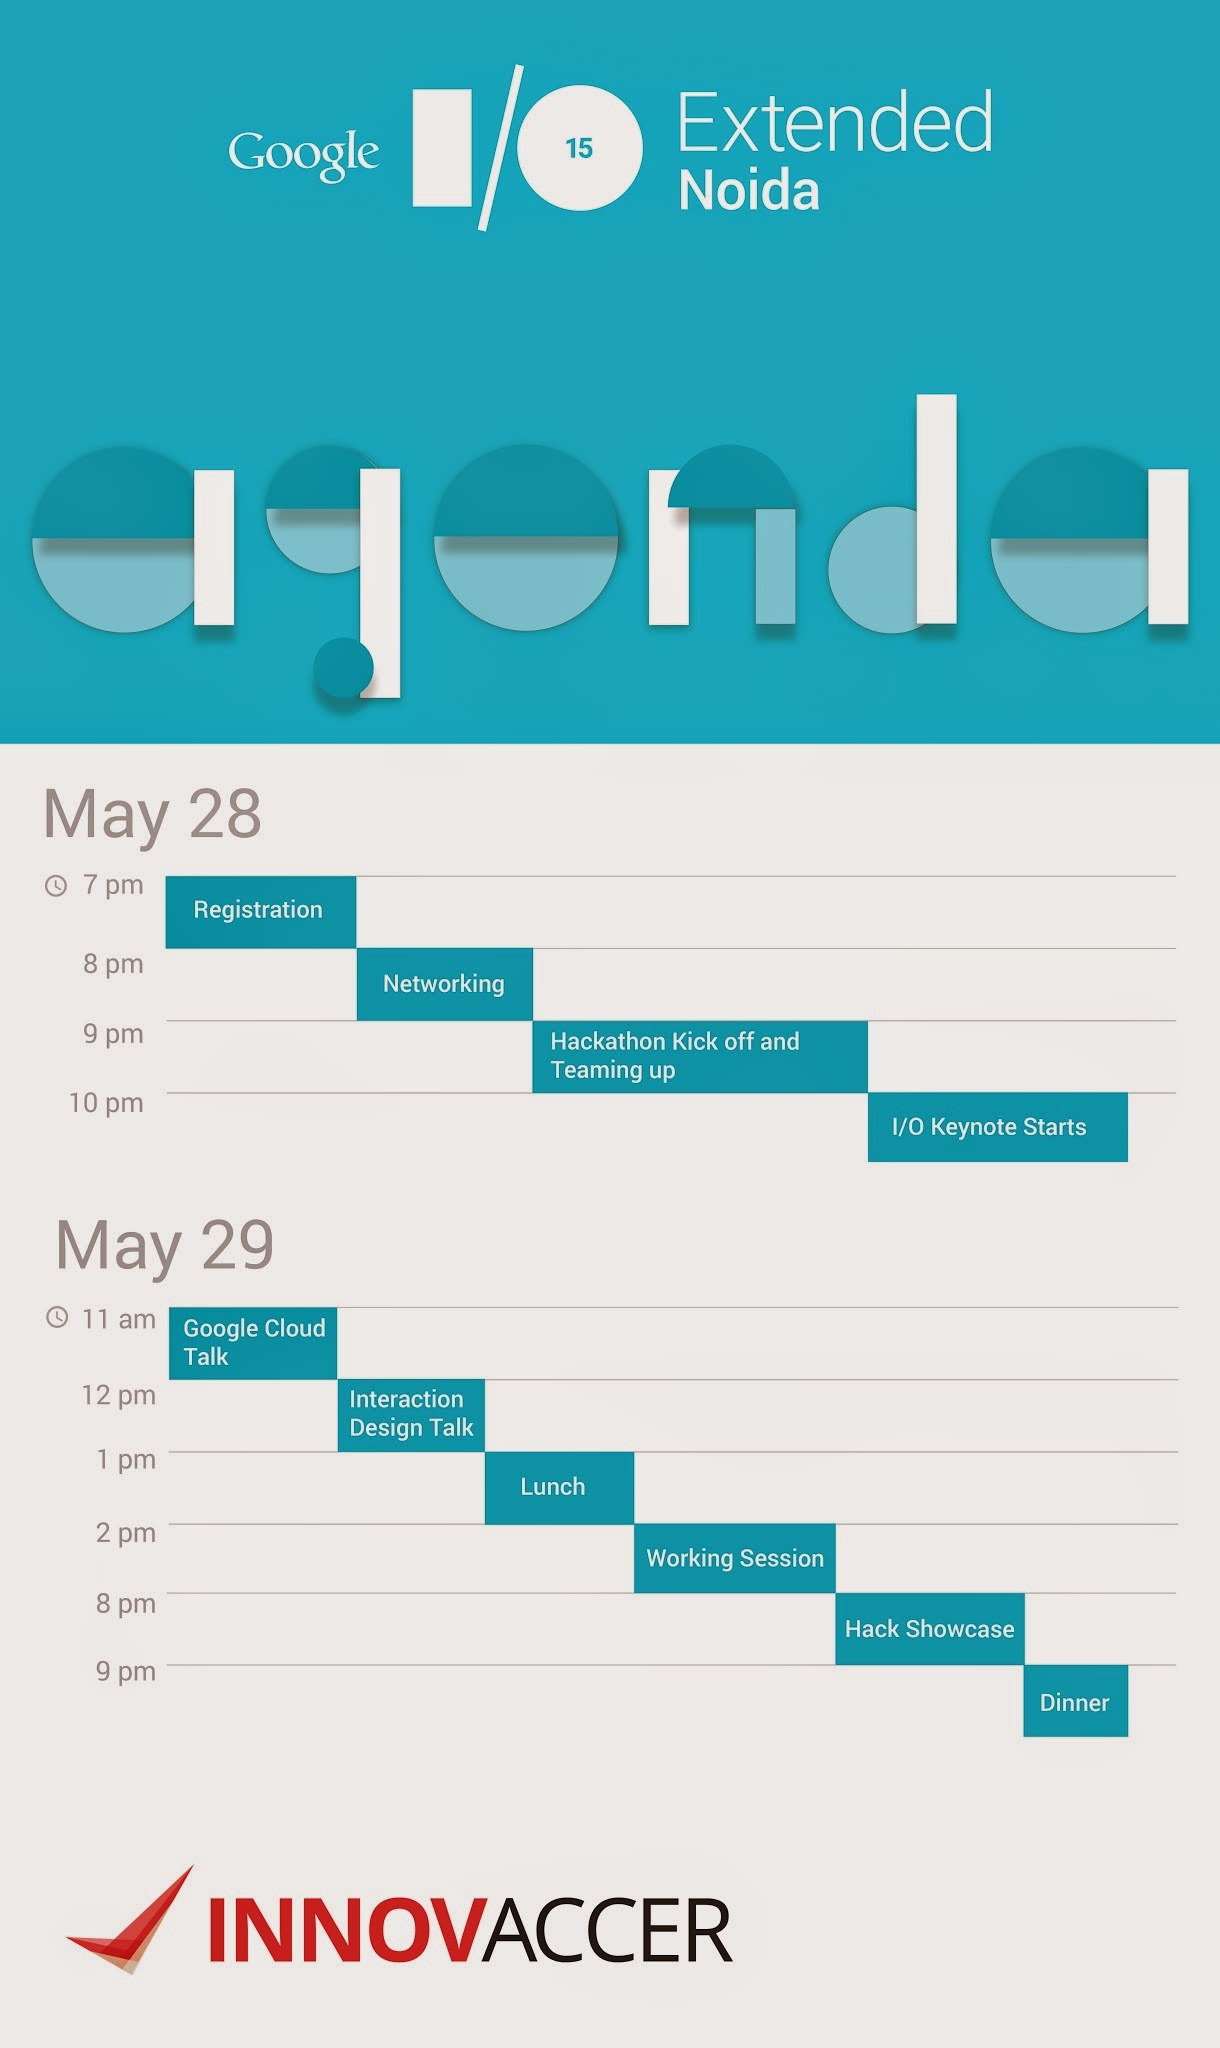 Google I/O 15 Extended
Noida
agenda
May 28
7 pm
Registration
8 pm
Networking
9 pm
Hackathon Kick off and
Teaming up
10 pm
I/O Keynote Starts
May 29
11 am
Google Cloud
Talk
12 pm
Interaction
Design Talk
1 pm
Lunch
2 pm
Working Session
8 pm
Hack Showcase
9 pm
Dinner
INNOVACCER